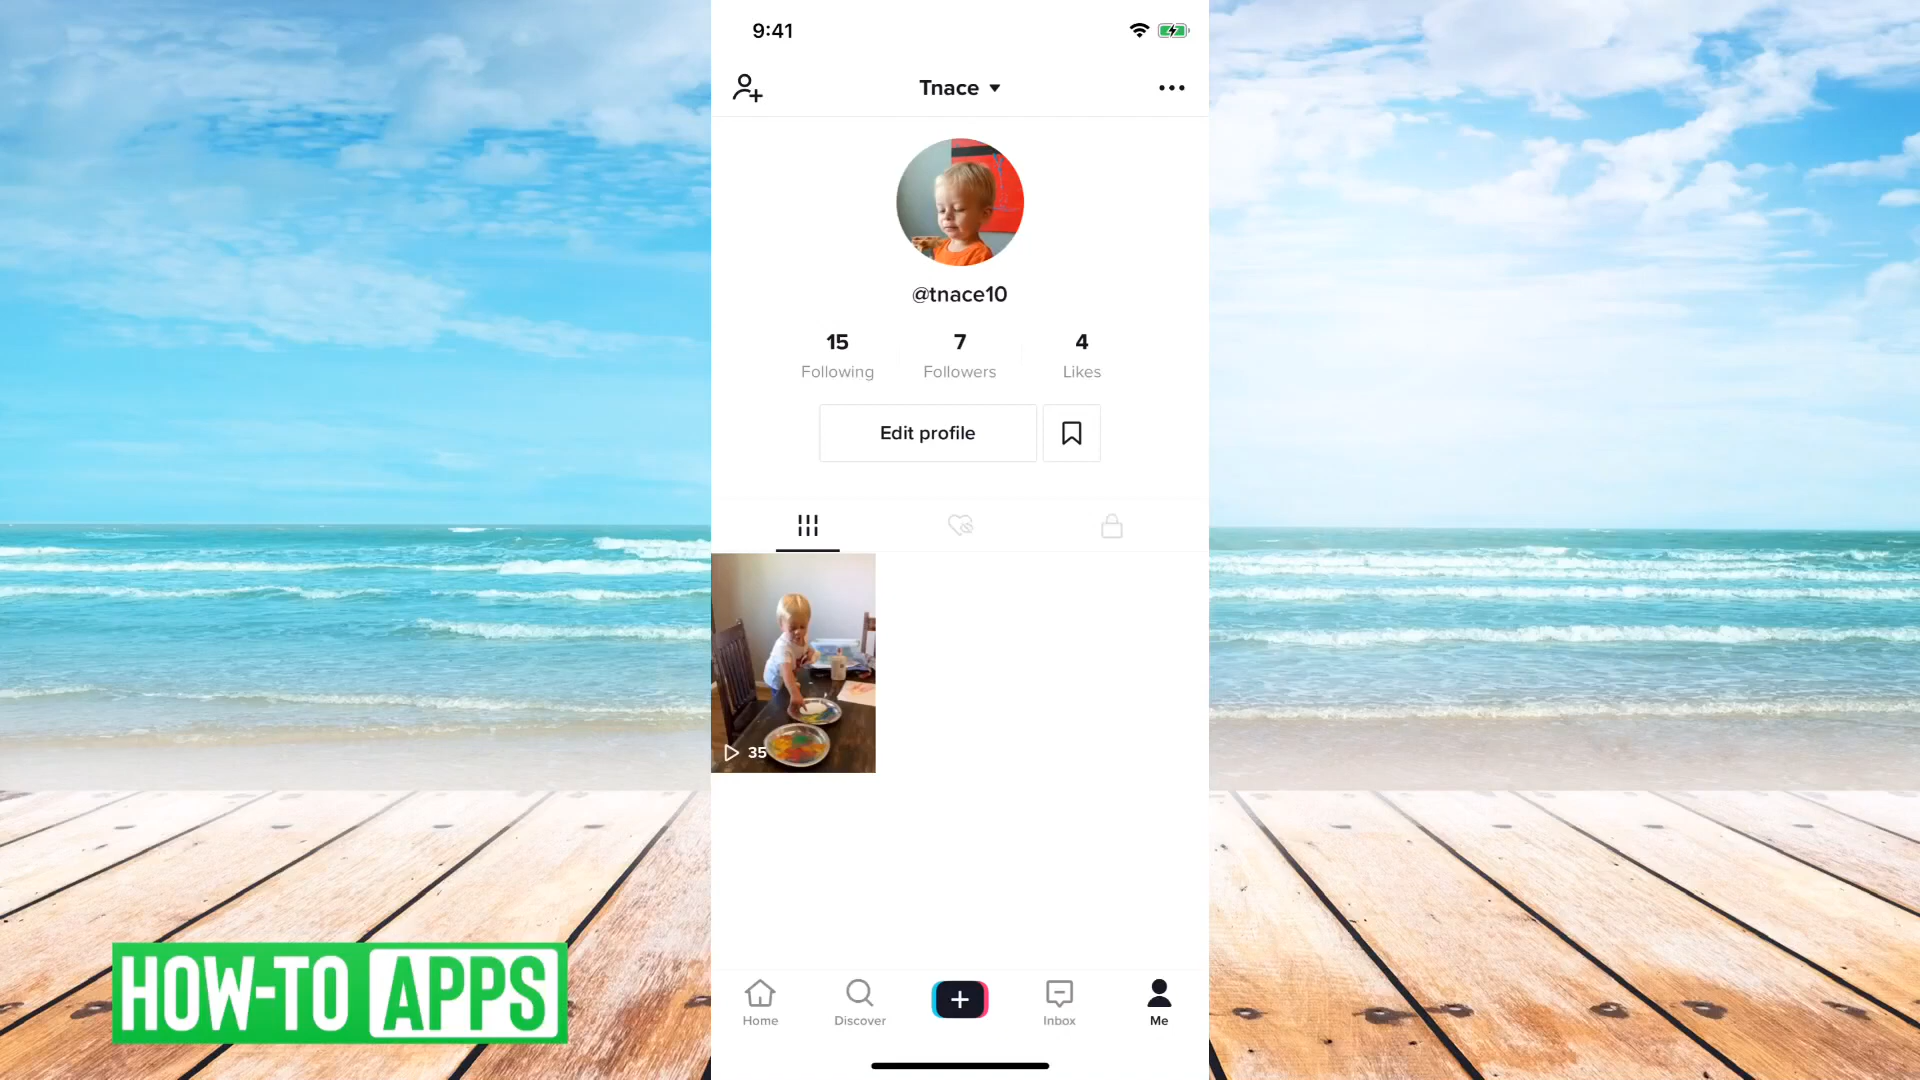 9:41
Tnace
@tnace10
15 7 4
Following Followers Likes
Edit profile
35
Home Discover Inbox Me
HOW-TO APPS